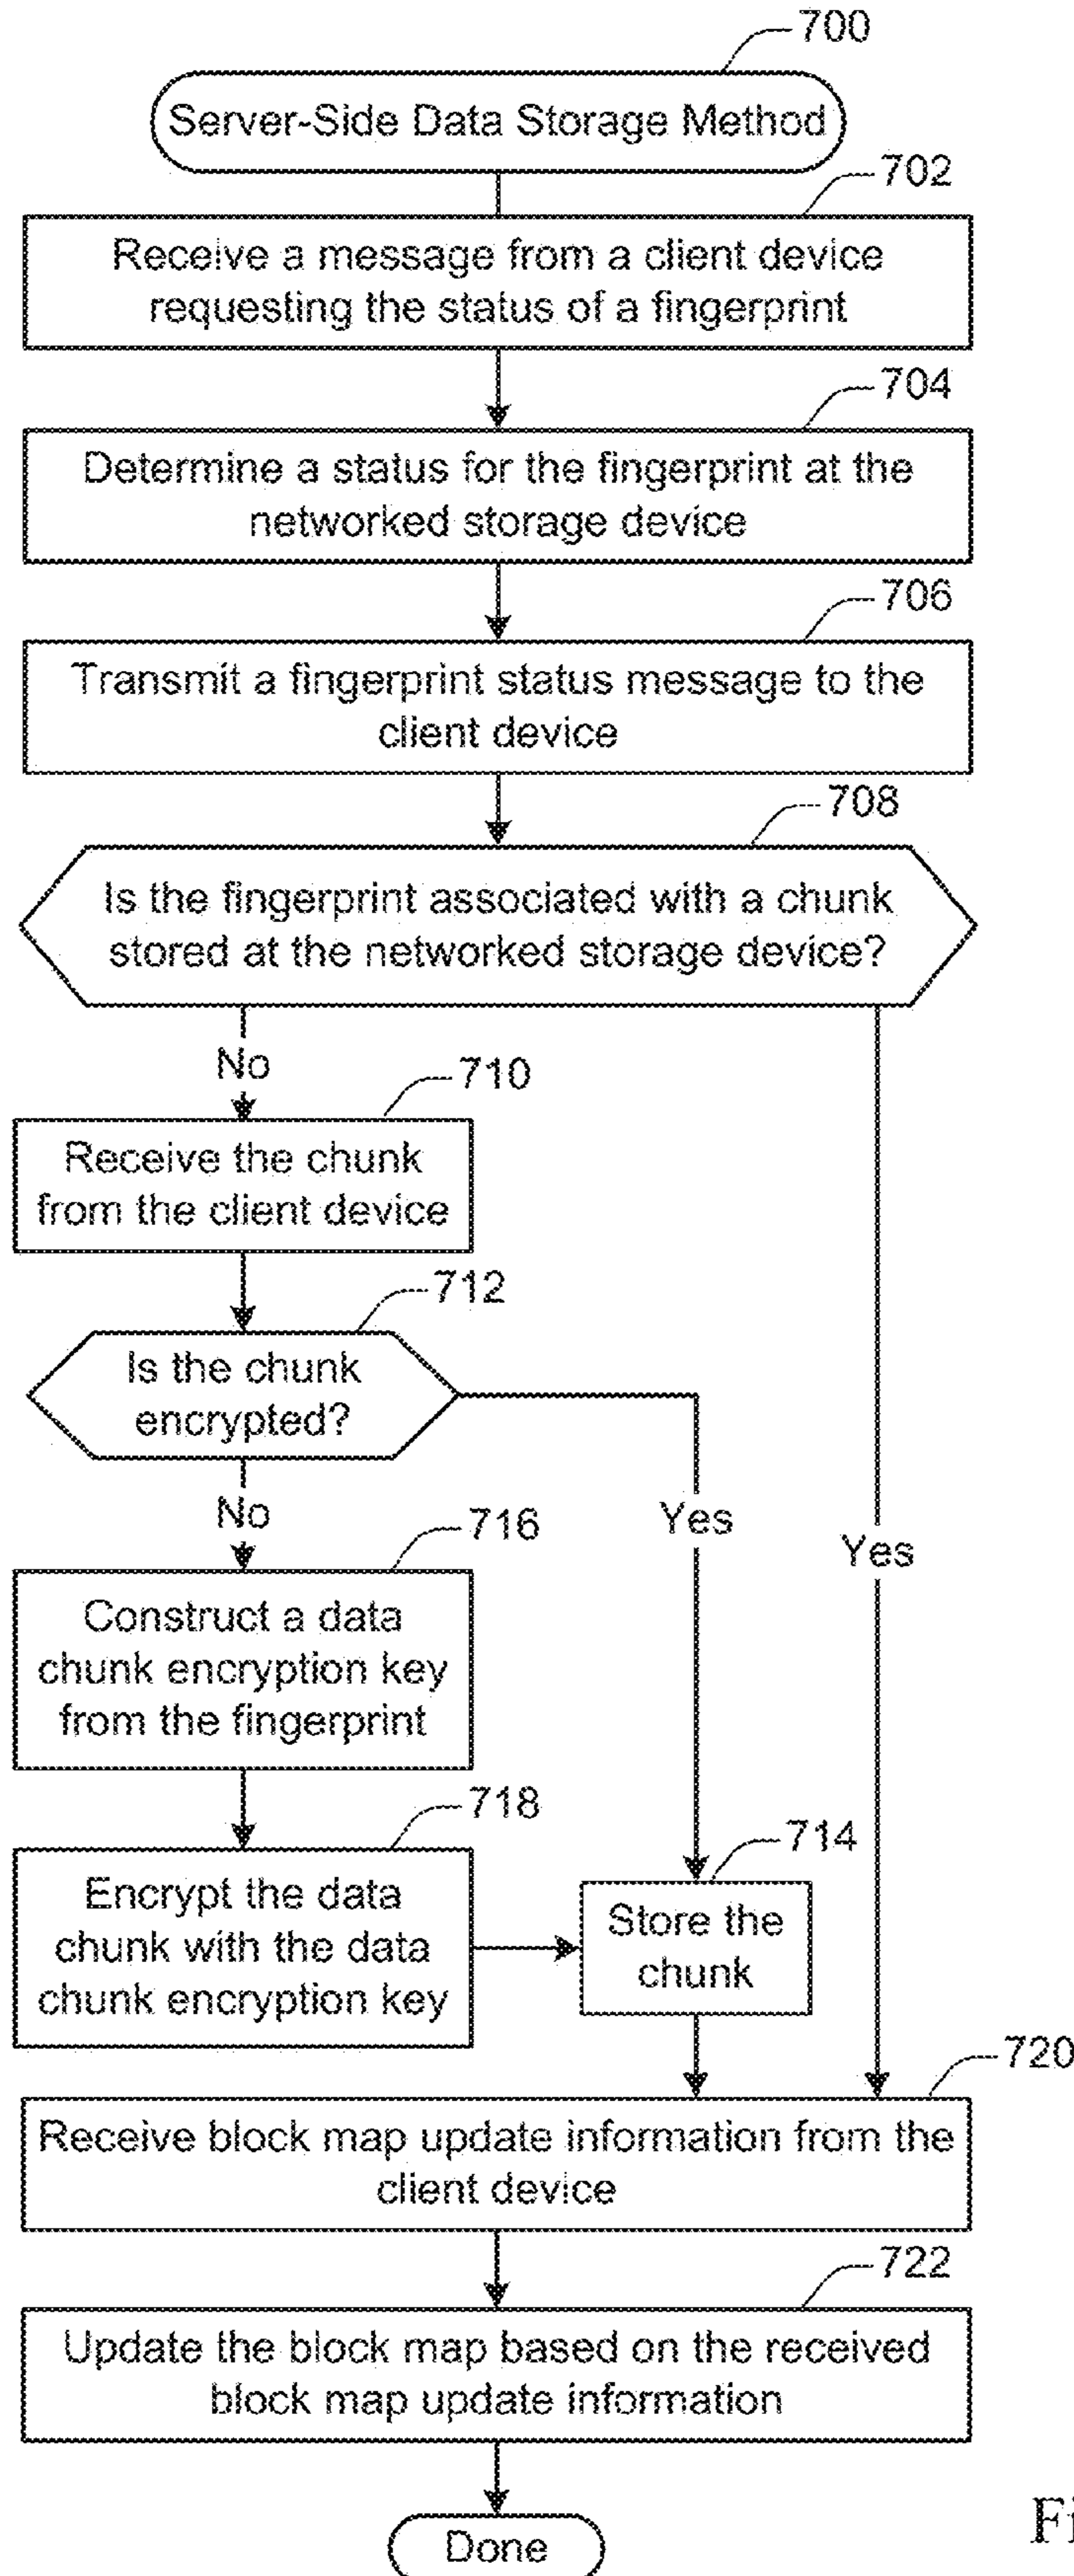 700
Server-Side Data Storage Method
702
Receive a message from a client device
requesting the status of a fingerprint
704
Determine a status for the fingerprint at the
networked storage device
706
Transmit a fingerprint status message to the
client device
708
Is the fingerprint associated with a chunk
stored at the networked storage device?
No
710
Receive the chunk
from the client device
712
Is the chunk
encrypted?
No
Yes
Yes
716
Construct a data
chunk encryption key
from the fingerprint
718
Encrypt the data
chunk with the data
chunk encryption key
714
Store the
chunk
720
Receive block map update information from the
client device
722
Update the block map based on the received
block map update information
Done